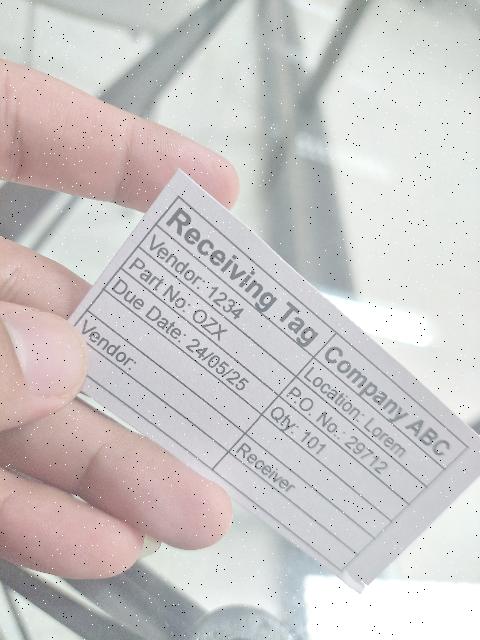 Receiving Tag Company ABC
Vendor: 1234 Location: Lorem
Part No: OZX P.O. No.: 29712
Due Date: 24/05/25 Qty: 101
Vendor: Receiver